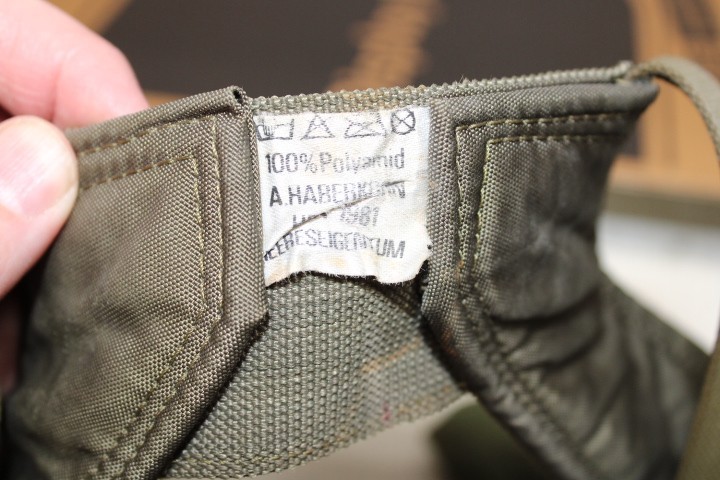 100% Polyamid
A. HABERKORN
1981
HEERESEIGENTUM